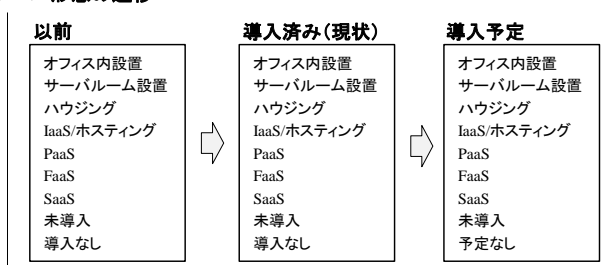 以前
オフィス内設置
サーバルーム設置
ハウジング
IaaS/ホスティング
PaaS
FaaS
SaaS
未導入
導入なし
導入済み（現状）
オフィス内設置
サーバルーム設置
ハウジング
IaaS/ホスティング
PaaS
FaaS
SaaS
未導入
導入なし
導入予定
オフィス内設置
サーバルーム設置
ハウジング
IaaS/ホスティング
PaaS
FaaS
SaaS
未導入
予定なし